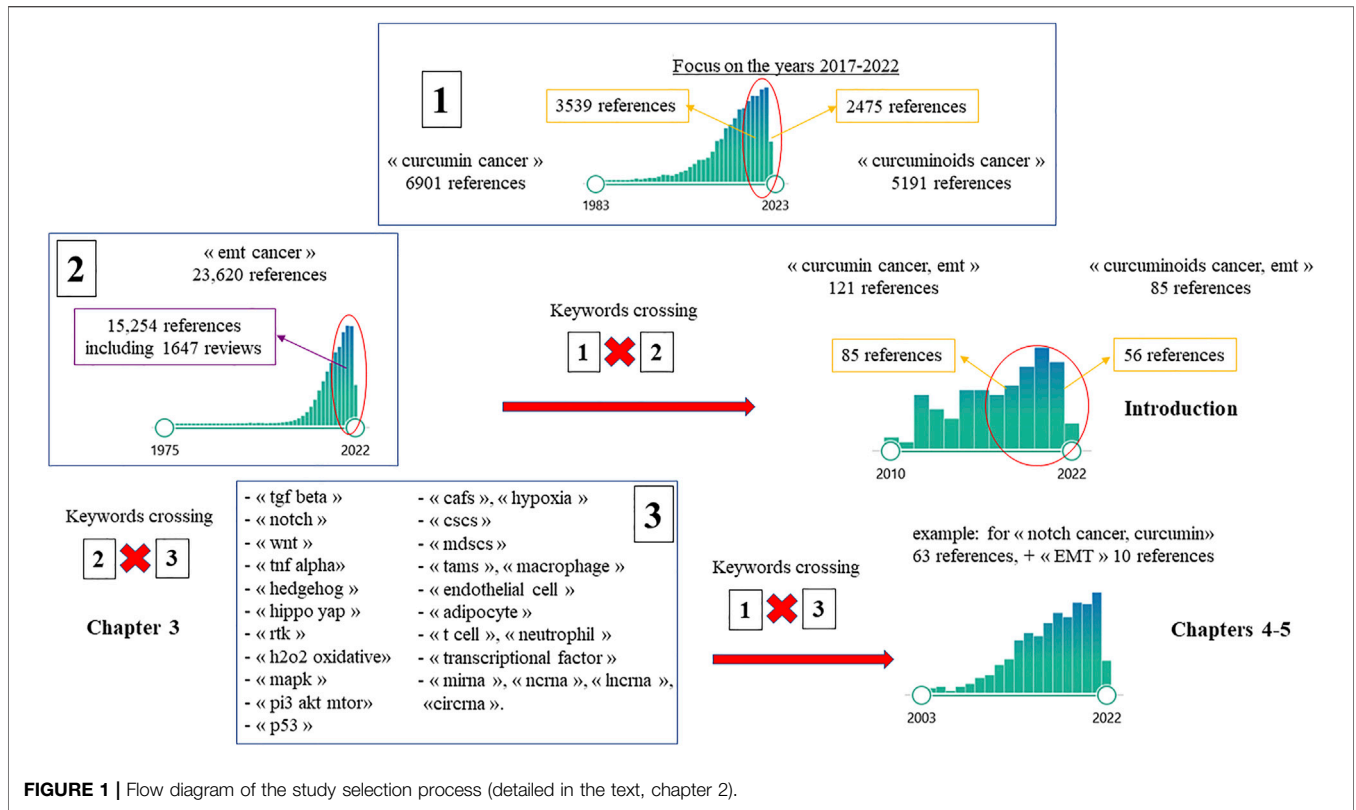 1
Focus on the years 2017-2022
3539 references
2475 references
« curcumin cancer »
6901 references
« curcuminoids cancer »
5191 references
1983
2023
2
« emt cancer »
23,620 references
15,254 references
including 1647 reviews
1975
2022
Keywords crossing
1 2
« curcumin cancer, emt »
121 references
« curcuminoids cancer, emt »
85 references
85 references
56 references
Introduction
2010
2022
Keywords crossing
2 3
Chapter 3
3
- « tgf beta »
- « notch »
- « wnt »
- « tnf alpha»
- « hedgehog »
- « hippo yap »
- « rtk »
- « h2o2 oxidative»
- « mapk »
- « pi3 akt mtor»
- « p53 »
- « cafs », « hypoxia »
- « cscs »
- « mdscs »
- « tams », « macrophage »
- « endothelial cell »
- « adipocyte »
- « t cell », « neutrophil »
- « transcriptional factor »
- « mirna », « ncrna », « lncrna »,
«circrna ».
Keywords crossing
1 3
example: for « notch cancer, curcumin»
63 references, + « EMT » 10 references
Chapters 4-5
2003
2022
FIGURE 1 | Flow diagram of the study selection process (detailed in the text, chapter 2).